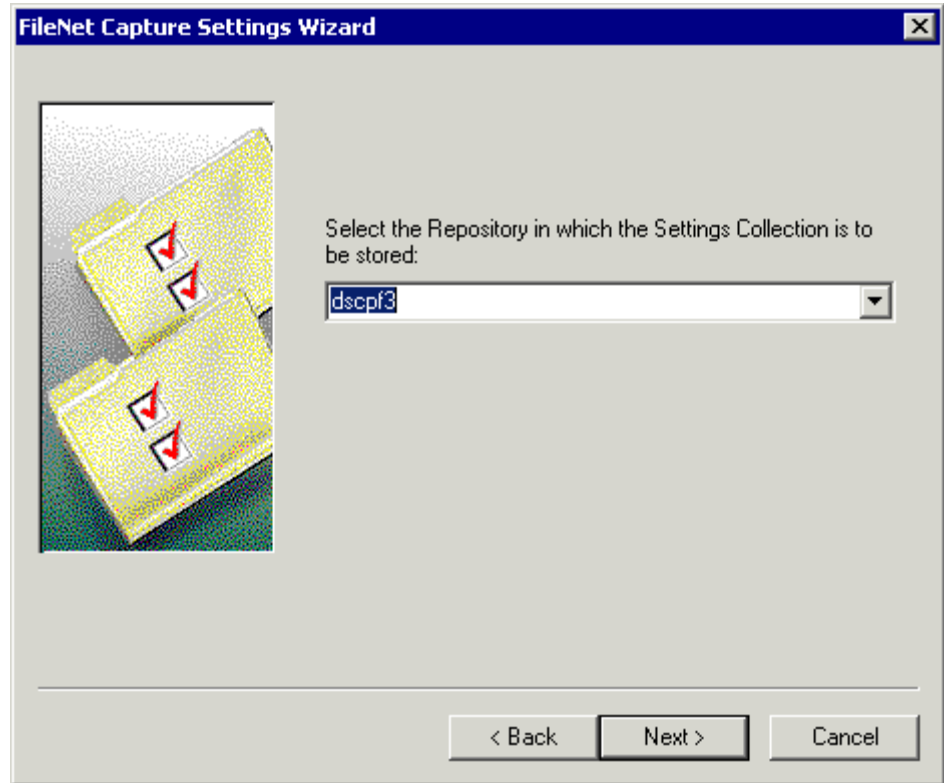 FileNet Capture Settings Wizard
Select the Repository in which the Settings Collection is to
be stored:
dscpf3
< Back
Next >
Cancel